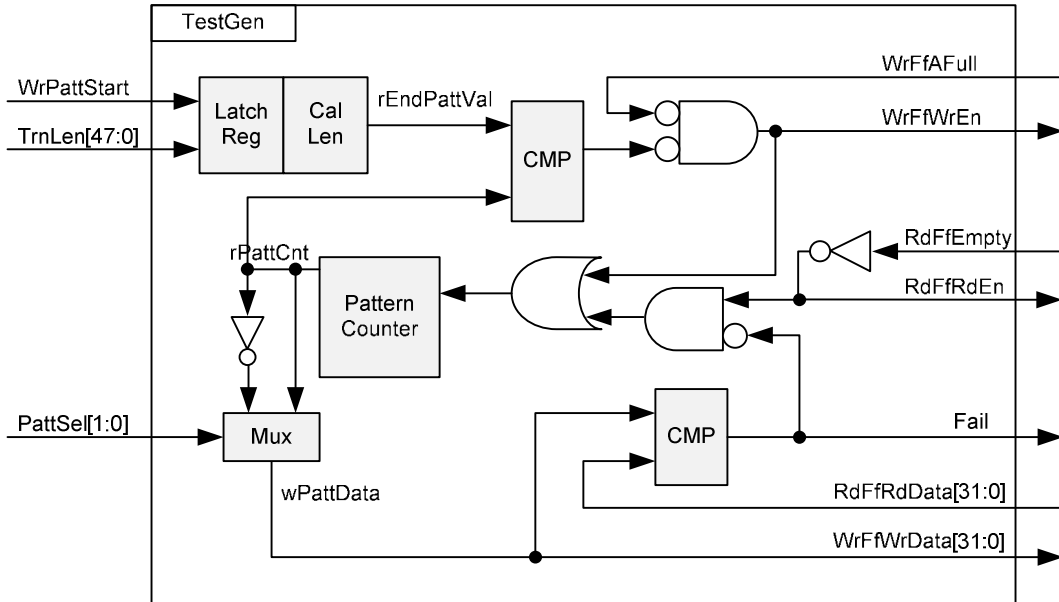 TestGen
WrPattStart
TrnLen[47:0]
Latch
Reg
Cal
Len
rEndPattVal
CMP
WrFfAFull
WrFfWrEn
RdFfEmpty
RdFfRdEn
rPattCnt
Pattern
Counter
PattSel[1:0]
Mux
CMP
Fail
wPattData
RdFfRdData[31:0]
WrFfWrData[31:0]